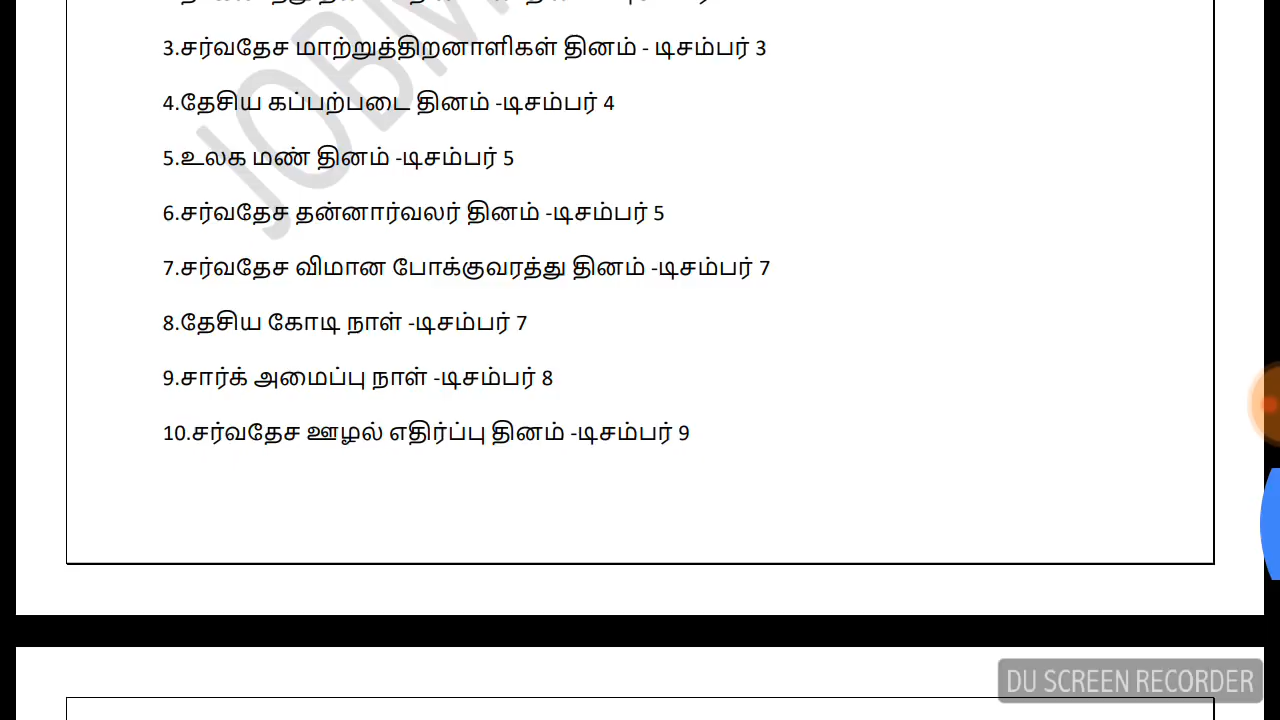 3.சர்வதேச மாற்றுத்திறனாளிகள் தினம் - டிசம்பர் 3
4.தேசிய கப்பற்படை தினம் -டிசம்பர் 4
5.உலக மண் தினம் -டிசம்பர் 5
6.சர்வதேச தன்னார்வலர் தினம் -டிசம்பர் 5
7.சர்வதேச விமான போக்குவரத்து தினம் -டிசம்பர் 7
8.தேசிய கோடி நாள் -டிசம்பர் 7
9.சார்க் அமைப்பு நாள் -டிசம்பர் 8
10.சர்வதேச ஊழல் எதிர்ப்பு தினம் -டிசம்பர் 9
DU SCREEN RECORDER